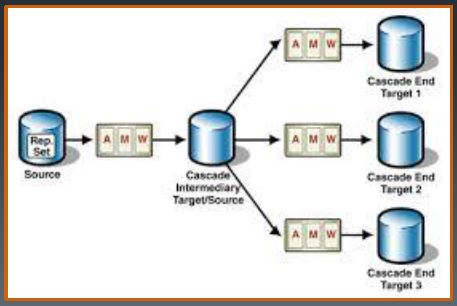 A M W
Cascade End
Target 1
Rep.
Set
Source
A M W
Cascade
Intermediary
Target/Source
A M W
Cascade End
Target 2
A M W
Cascade End
Target 3